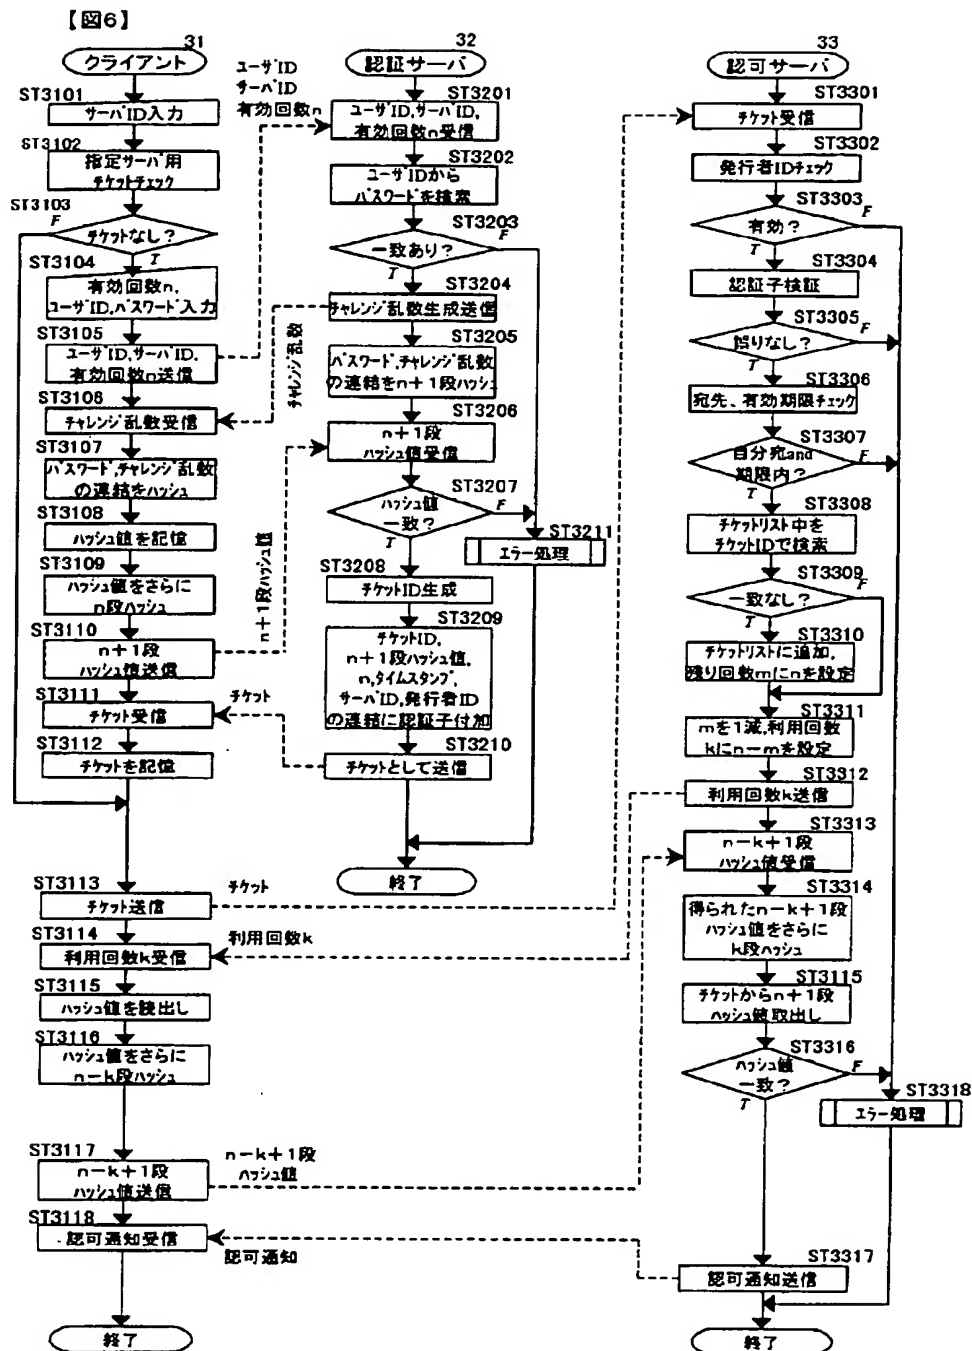 【図6】
31
クライアント
ST3101
サーバID入力
ST3102
指定サーバ用
チケットチェック
ST3103
チケットなし?
F
T
ST3104
有効回数n,
ユーザID,パスワード入力
ST3105
ユーザID,サーバID,
有効回数n送信
ST3106
チャレンジ乱数受信
ST3107
パスワード,チャレンジ乱数
の連結をハッシュ
ST3108
ハッシュ値を記憶
ST3109
ハッシュ値をさらに
n段ハッシュ
ST3110
n+1段
ハッシュ値送信
ST3111
チケット受信
ST3112
チケットを記憶
ST3113
チケット送信
ST3114
利用回数k受信
ST3115
ハッシュ値を読出し
ST3116
ハッシュ値をさらに
n-k段ハッシュ
ST3117
n-k+1段
ハッシュ値送信
ST3118
認可通知受信
終了
ユーザID
サーバID
有効回数n
チャレンジ乱数
n+1段ハッシュ値
チケット
チケット
利用回数k
n-k+1段
ハッシュ値
認可通知
32
認証サーバ
ST3201
ユーザID,サーバID,
有効回数n受信
ST3202
ユーザIDから
パスワードを検索
ST3203
一致あり?
F
T
ST3204
チャレンジ乱数生成送信
ST3205
パスワード,チャレンジ乱数
の連結をn+1段ハッシュ
ST3206
n+1段
ハッシュ値受信
ST3207
ハッシュ値
一致?
F
T
ST3211
エラー処理
ST3208
チケットID生成
ST3209
チケットID,
n+1段ハッシュ値,
n,タイムスタンプ,
サーバID,発行者ID
の連結に認証子付加
ST3210
チケットとして送信
終了
33
認可サーバ
ST3301
チケット受信
ST3302
発行者IDチェック
ST3303
有効?
F
T
ST3304
認証子検証
ST3305
誤りなし?
F
T
ST3306
宛先、有効期限チェック
ST3307
自分宛and
期限内?
F
T
ST3308
チケットリスト中を
チケットIDで検索
ST3309
一致なし?
F
T
ST3310
チケットリストに追加,
残り回数mにnを設定
ST3311
mを1減,利用回数
kにn-mを設定
ST3312
利用回数k送信
ST3313
n-k+1段
ハッシュ値受信
ST3314
得られたn-k+1段
ハッシュ値をさらに
k段ハッシュ
ST3115
チケットからn+1段
ハッシュ値取出し
ST3316
ハッシュ値
一致?
F
T
ST3318
エラー処理
ST3317
認可通知送信
終了